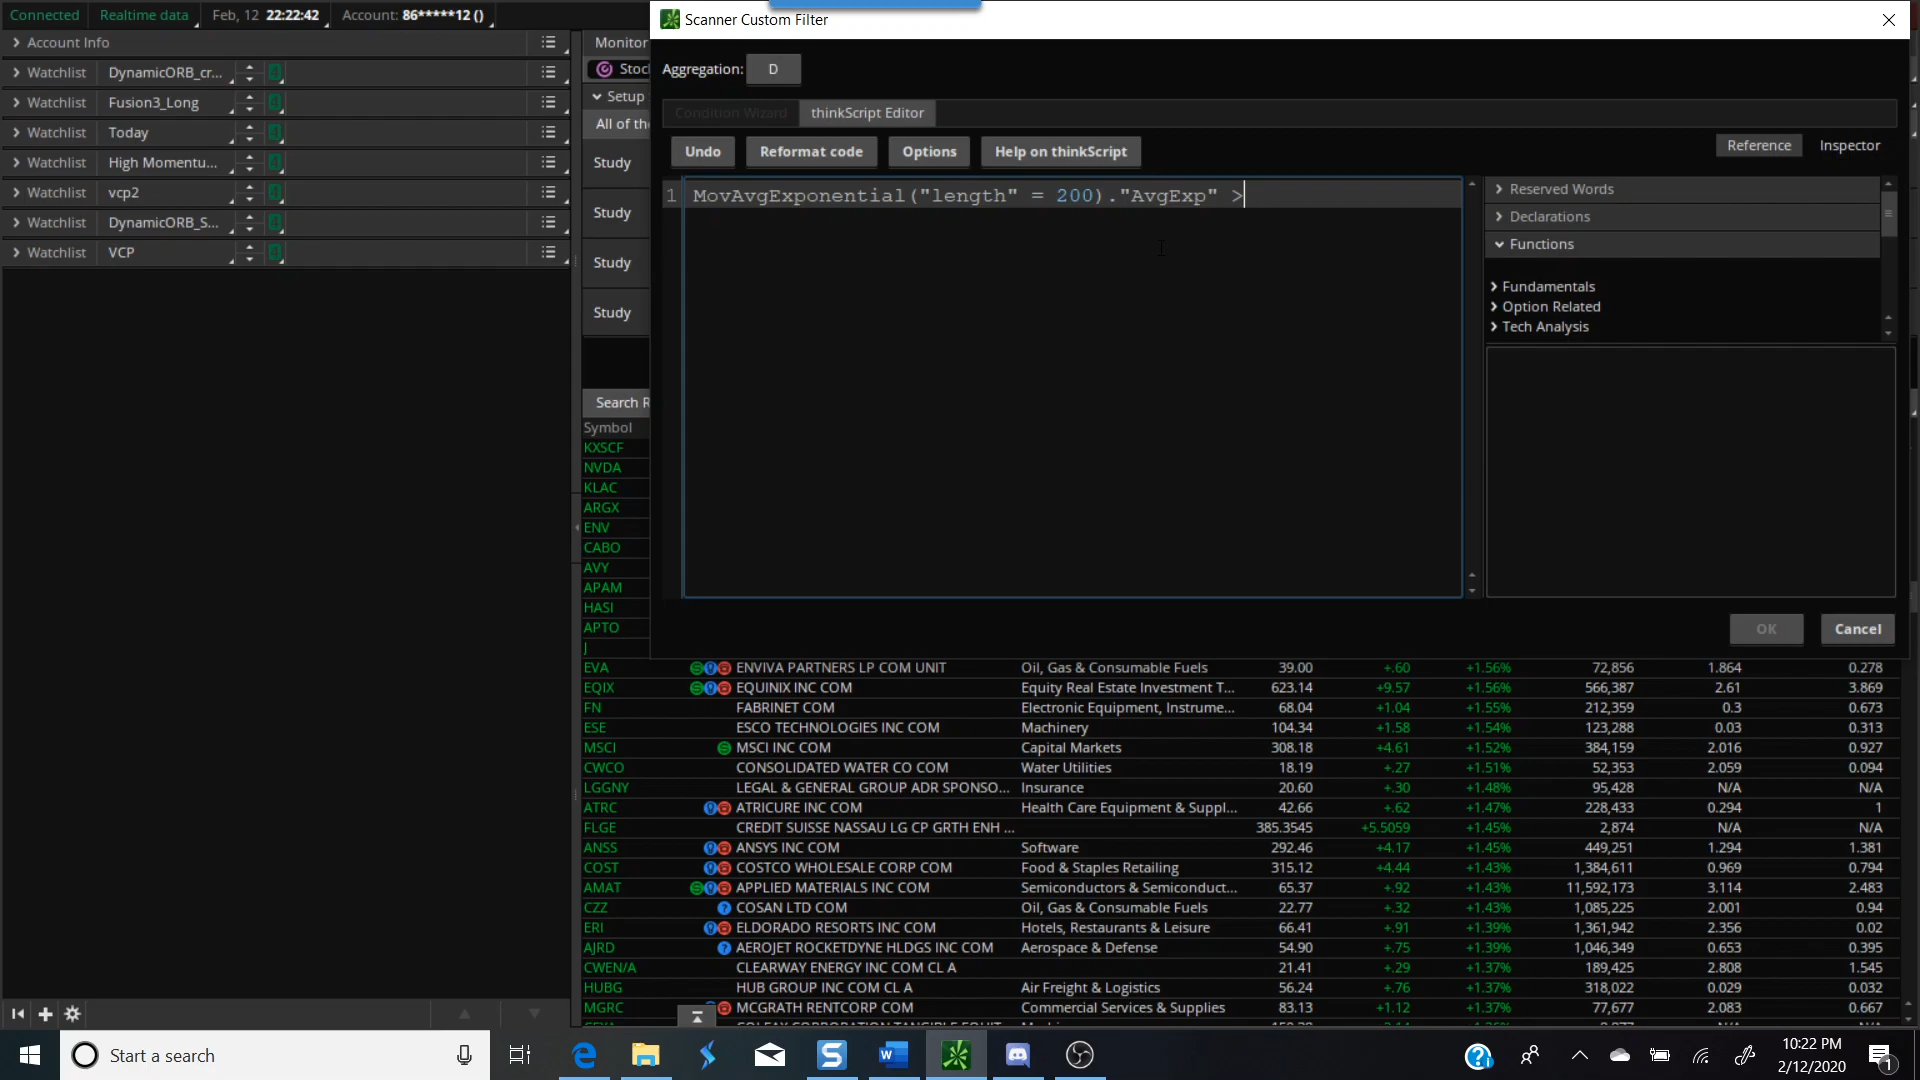 Connected Realtime data Feb, 12 22:22:42 Account: 86*****12 ()
Account Info
Watchlist DynamicORB_cr...
Watchlist Fusion3_Long
Watchlist Today
Watchlist High Momentu...
Watchlist vcp2
Watchlist DynamicORB_S...
Watchlist VCP
Monitor
Stoc
Setup
All of the
Study
Study
Study
Study
Search R
Symbol
KXSCF
NVDA
KLAC
ARGX
ENV
CABO
AVY
APAM
HASI
APTO
J
Scanner Custom Filter
Aggregation: D
Condition Wizard thinkScript Editor
Undo Reformat code Options Help on thinkScript
Reference Inspector
1 MovAvgExponential("length" = 200)."AvgExp" >
Reserved Words
Declarations
Functions
Fundamentals
Option Related
Tech Analysis
OK Cancel
EVA ENVIVA PARTNERS LP COM UNIT Oil, Gas & Consumable Fuels 39.00 +.60 +1.56% 72,856 1.864 0.278
EQIX EQUINIX INC COM Equity Real Estate Investment T... 623.14 +9.57 +1.56% 566,387 2.61 3.869
FN FABRINET COM Electronic Equipment, Instrume... 68.04 +1.04 +1.55% 212,359 0.3 0.673
ESE ESCO TECHNOLOGIES INC COM Machinery 104.34 +1.58 +1.54% 123,288 0.03 0.313
MSCI MSCI INC COM Capital Markets 308.18 +4.61 +1.52% 384,159 2.016 0.927
CWCO CONSOLIDATED WATER CO COM Water Utilities 18.19 +.27 +1.51% 52,353 2.059 0.094
LGGNY LEGAL & GENERAL GROUP ADR SPONSO... Insurance 20.60 +.30 +1.48% 95,428 N/A N/A
ATRC ATRICURE INC COM Health Care Equipment & Suppl... 42.66 +.62 +1.47% 228,433 0.294 1
FLGE CREDIT SUISSE NASSAU LG CP GRTH ENH ... 385.3545 +5.5059 +1.45% 2,874 N/A N/A
ANSS ANSYS INC COM Software 292.46 +4.17 +1.45% 449,251 1.294 1.381
COST COSTCO WHOLESALE CORP COM Food & Staples Retailing 315.12 +4.44 +1.43% 1,384,611 0.969 0.794
AMAT APPLIED MATERIALS INC COM Semiconductors & Semiconduct... 65.37 +.92 +1.43% 11,592,173 3.114 2.483
CZZ COSAN LTD COM Oil, Gas & Consumable Fuels 22.77 +.32 +1.43% 1,085,225 2.001 0.94
ERI ELDORADO RESORTS INC COM Hotels, Restaurants & Leisure 66.41 +.91 +1.39% 1,361,942 2.356 0.02
AJRD AEROJET ROCKETDYNE HLDGS INC COM Aerospace & Defense 54.90 +.75 +1.39% 1,046,349 0.653 0.395
CWEN/A CLEARWAY ENERGY INC COM CL A 21.41 +.29 +1.37% 189,425 2.808 1.545
HUBG HUB GROUP INC COM CL A Air Freight & Logistics 56.24 +.76 +1.37% 318,022 0.029 0.032
MGRC MCGRATH RENTCORP COM Commercial Services & Supplies 83.13 +1.12 +1.37% 77,677 2.083 0.667
Start a search
10:22 PM
2/12/2020
1